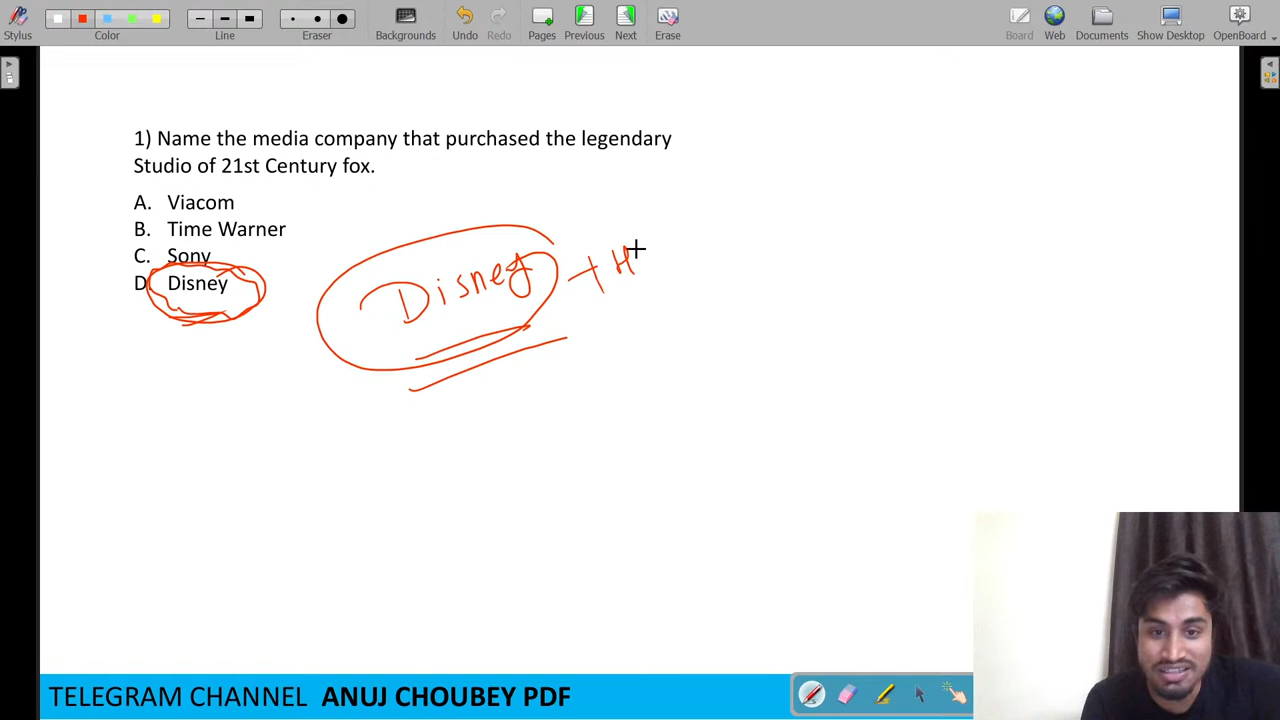 Stylus
Color
Line
Eraser
Backgrounds
Undo
Redo
Pages
Previous
Next
Erase
Board
Web
Documents
Show Desktop
OpenBoard
1) Name the media company that purchased the legendary
Studio of 21st Century fox.
A. Viacom
B. Time Warner
C. Sony
D. Disney
Disney + H
TELEGRAM CHANNEL ANUJ CHOUBEY PDF